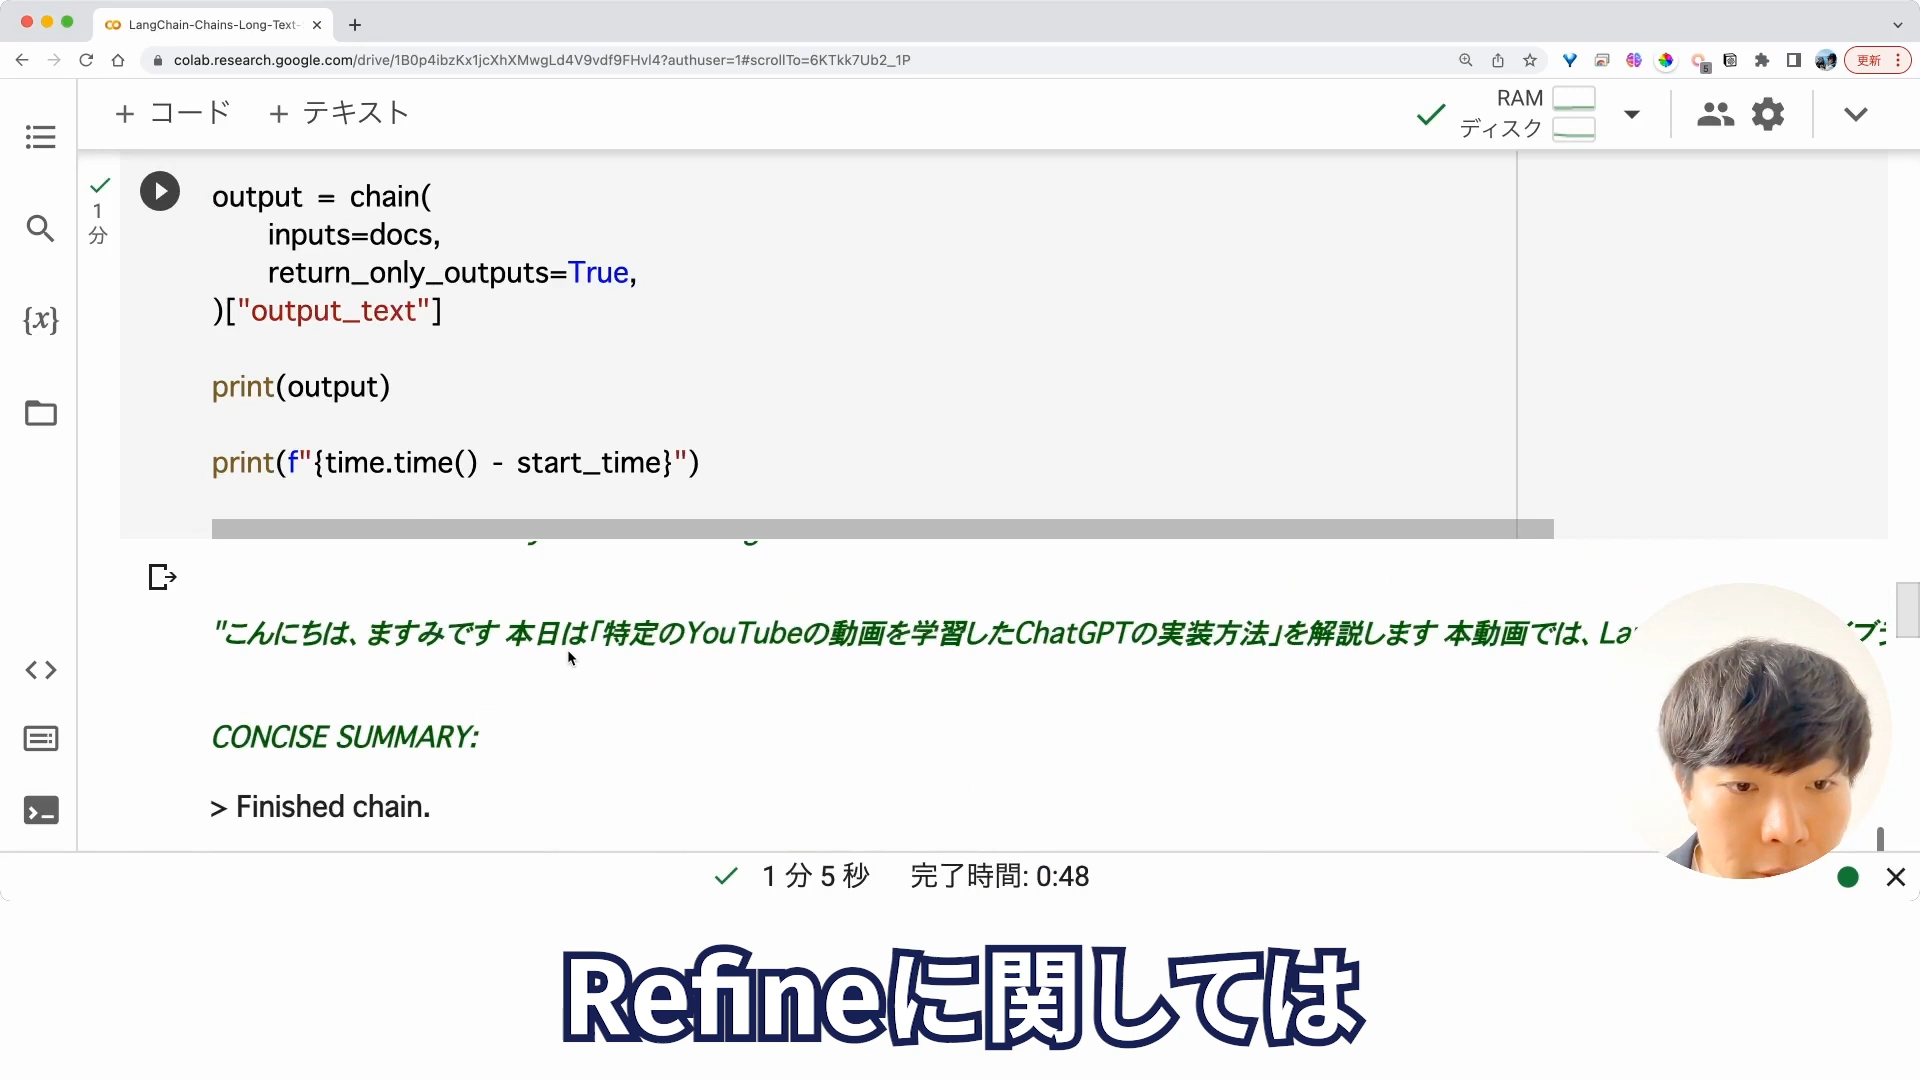 LangChain-Chains-Long-Text-
colab.research.google.com/drive/1B0p4ibzKx1jcXhXMwgLd4V9vdf9FHvl4?authuser=1#scrollTo=6KTkk7Ub2_1P
5
更新
+ コード + テキスト
RAM
ディスク
1
分
{x}
output = chain(
inputs=docs,
return_only_outputs=True,
)["output_text"]
print(output)
print(f"{time.time() - start_time}")
"こんにちは、ますみです 本日は「特定のYouTubeの動画を学習したChatGPTの実装方法」を解説します 本動画では、La
CONCISE SUMMARY:
> Finished chain.
1 分 5 秒 完了時間: 0:48
Refineに関しては